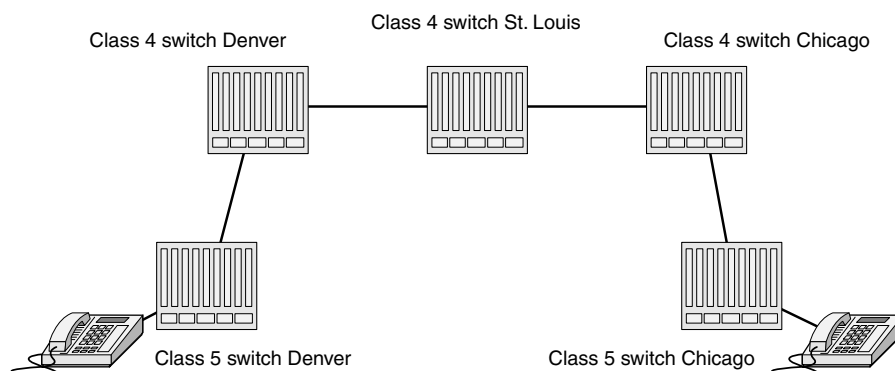 Class 4 switch St. Louis
Class 4 switch Denver
Class 4 switch Chicago
Class 5 switch Denver
Class 5 switch Chicago